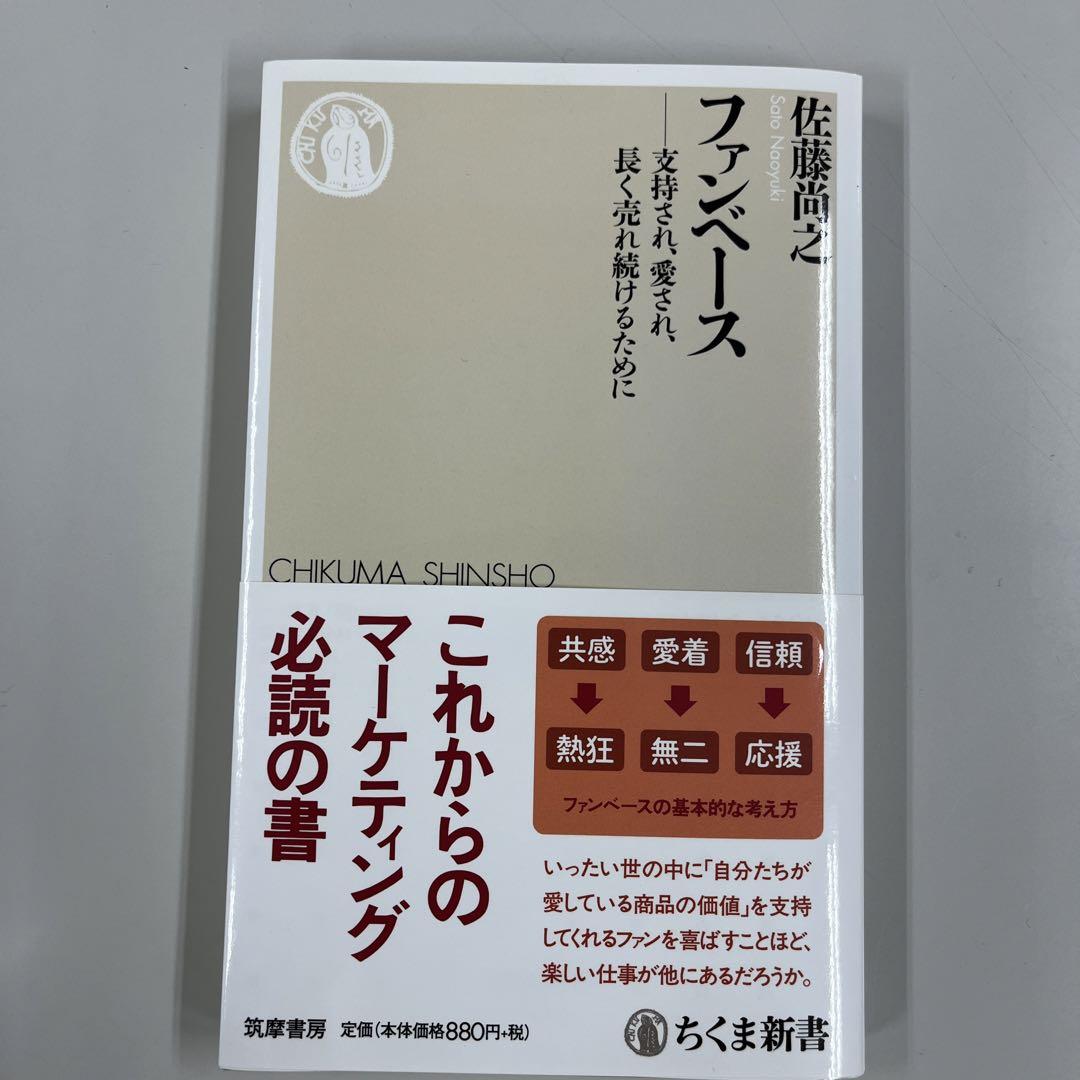 佐藤尚之
Sato Naoyuki
ファンベース
──支持され、愛され、
長く売れ続けるために
CHIKUMA
CHIKUMA SHINSHO
これからの
マーケティング
必読の書
共感 愛着 信頼
熱狂 無二 応援
ファンベースの基本的な考え方
いったい世の中に「自分たちが
愛している商品の価値」を支持
してくれるファンを喜ばすことほど、
楽しい仕事が他にあるだろうか。
筑摩書房 定価(本体価格880円+税)
ちくま新書